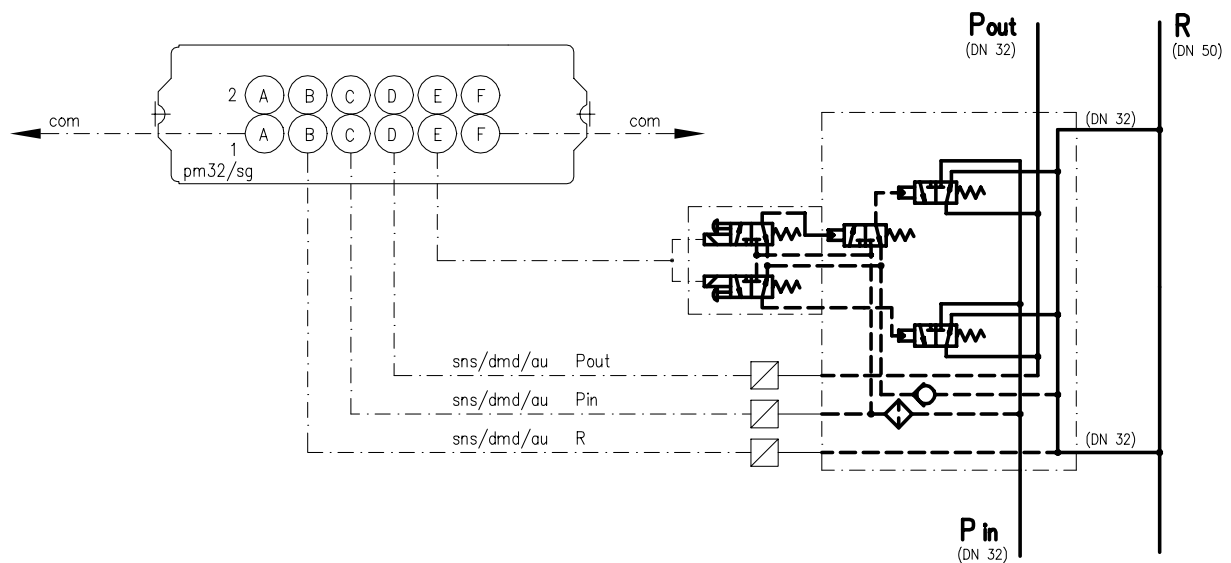 Pout
(DN 32)
R
(DN 50)
2 A B C D E F
com
A B C D E F
com
1
pm32/sg
(DN 32)
sns/dmd/au Pout
sns/dmd/au Pin
sns/dmd/au R
(DN 32)
P in
(DN 32)